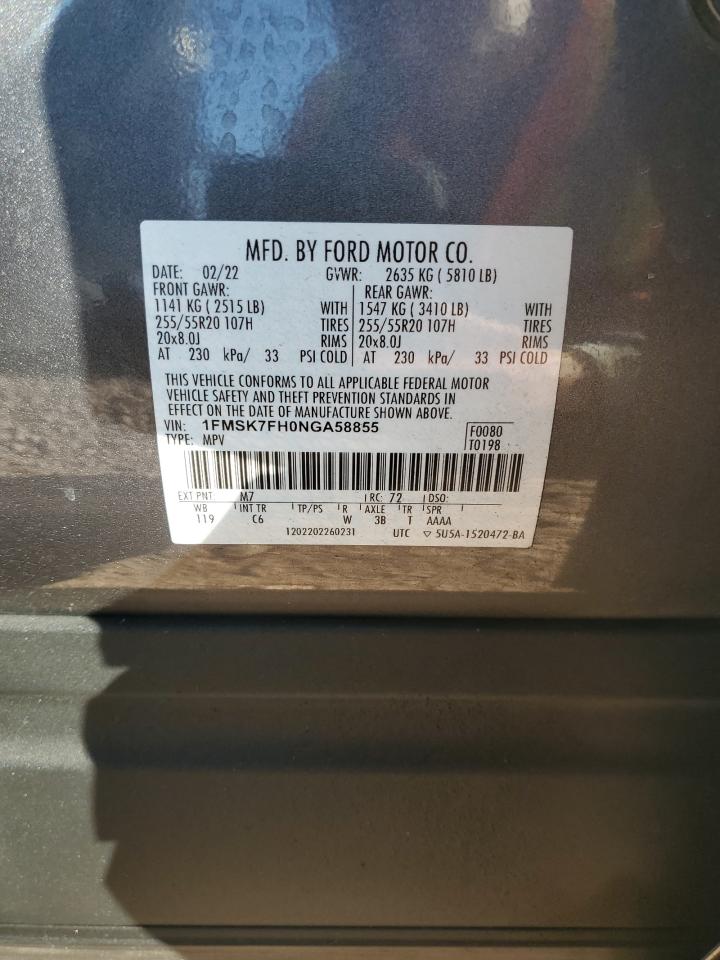 MFD. BY FORD MOTOR CO.
DATE: 02/22 GVWR: 2635 KG ( 5810 LB)
FRONT GAWR: REAR GAWR:
1141 KG ( 2515 LB) WITH 1547 KG ( 3410 LB) WITH
255/55R20 107H TIRES 255/55R20 107H TIRES
20x8.0J RIMS 20x8.0J RIMS
AT 230 kPa/ 33 PSI COLD AT 230 kPa/ 33 PSI COLD
THIS VEHICLE CONFORMS TO ALL APPLICABLE FEDERAL MOTOR
VEHICLE SAFETY AND THEFT PREVENTION STANDARDS IN
EFFECT ON THE DATE OF MANUFACTURE SHOWN ABOVE.
VIN: 1FMSK7FH0NGA58855 F0080
TYPE: MPV T0198
EXT PNT: M7 RC: 72 DSO:
WB INT TR TP/PS R AXLE TR SPR
119 C6 W 3B T AAAA
1202202260231 UTC ▽ 5U5A-1520472-BA